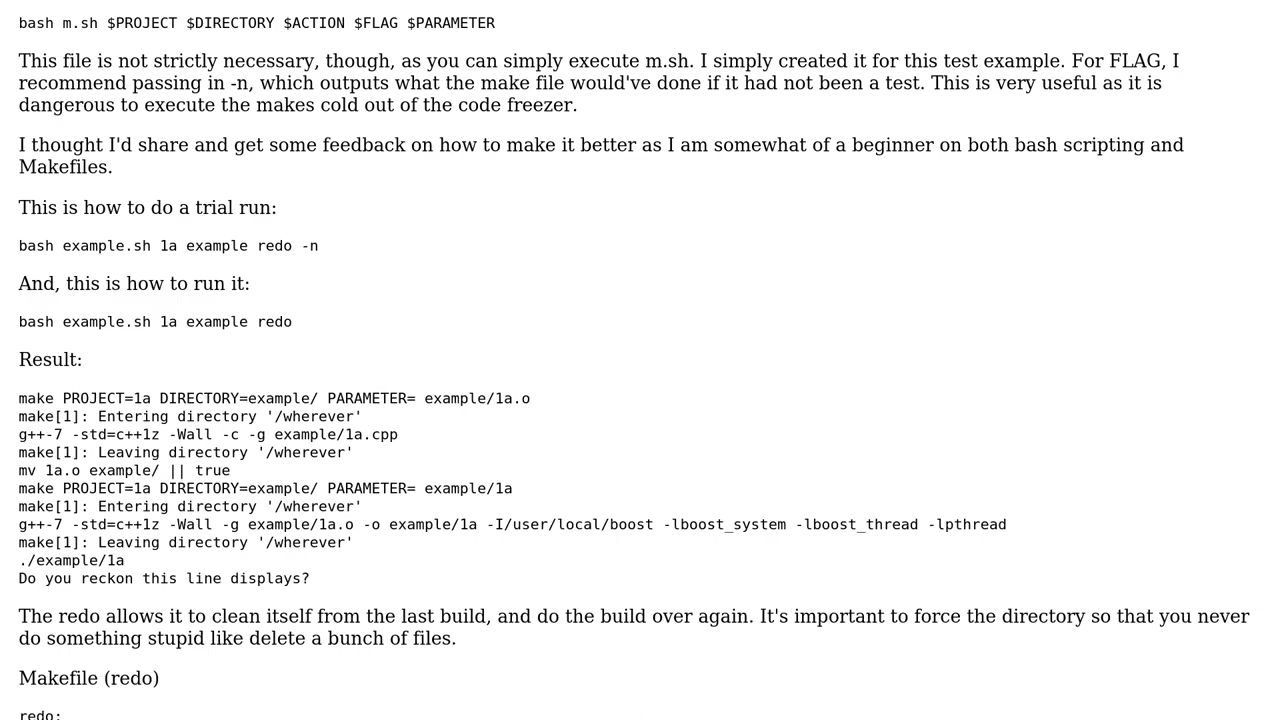 bash m.sh $PROJECT $DIRECTORY $ACTION $FLAG $PARAMETER
This file is not strictly necessary, though, as you can simply execute m.sh. I simply created it for this test example. For FLAG, I
recommend passing in -n, which outputs what the make file would've done if it had not been a test. This is very useful as it is
dangerous to execute the makes cold out of the code freezer.
I thought I'd share and get some feedback on how to make it better as I am somewhat of a beginner on both bash scripting and
Makefiles.
This is how to do a trial run:
bash example.sh 1a example redo -n
And, this is how to run it:
bash example.sh 1a example redo
Result:
make PROJECT=1a DIRECTORY=example/ PARAMETER= example/1a.o
make[1]: Entering directory '/wherever'
g++-7 -std=c++1z -Wall -c -g example/1a.cpp
make[1]: Leaving directory '/wherever'
mv 1a.o example/ || true
make PROJECT=1a DIRECTORY=example/ PARAMETER= example/1a
make[1]: Entering directory '/wherever'
g++-7 -std=c++1z -Wall -g example/1a.o -o example/1a -I/user/local/boost -lboost_system -lboost_thread -lpthread
make[1]: Leaving directory '/wherever'
./example/1a
Do you reckon this line displays?
The redo allows it to clean itself from the last build, and do the build over again. It's important to force the directory so that you never
do something stupid like delete a bunch of files.
Makefile (redo)
redo: